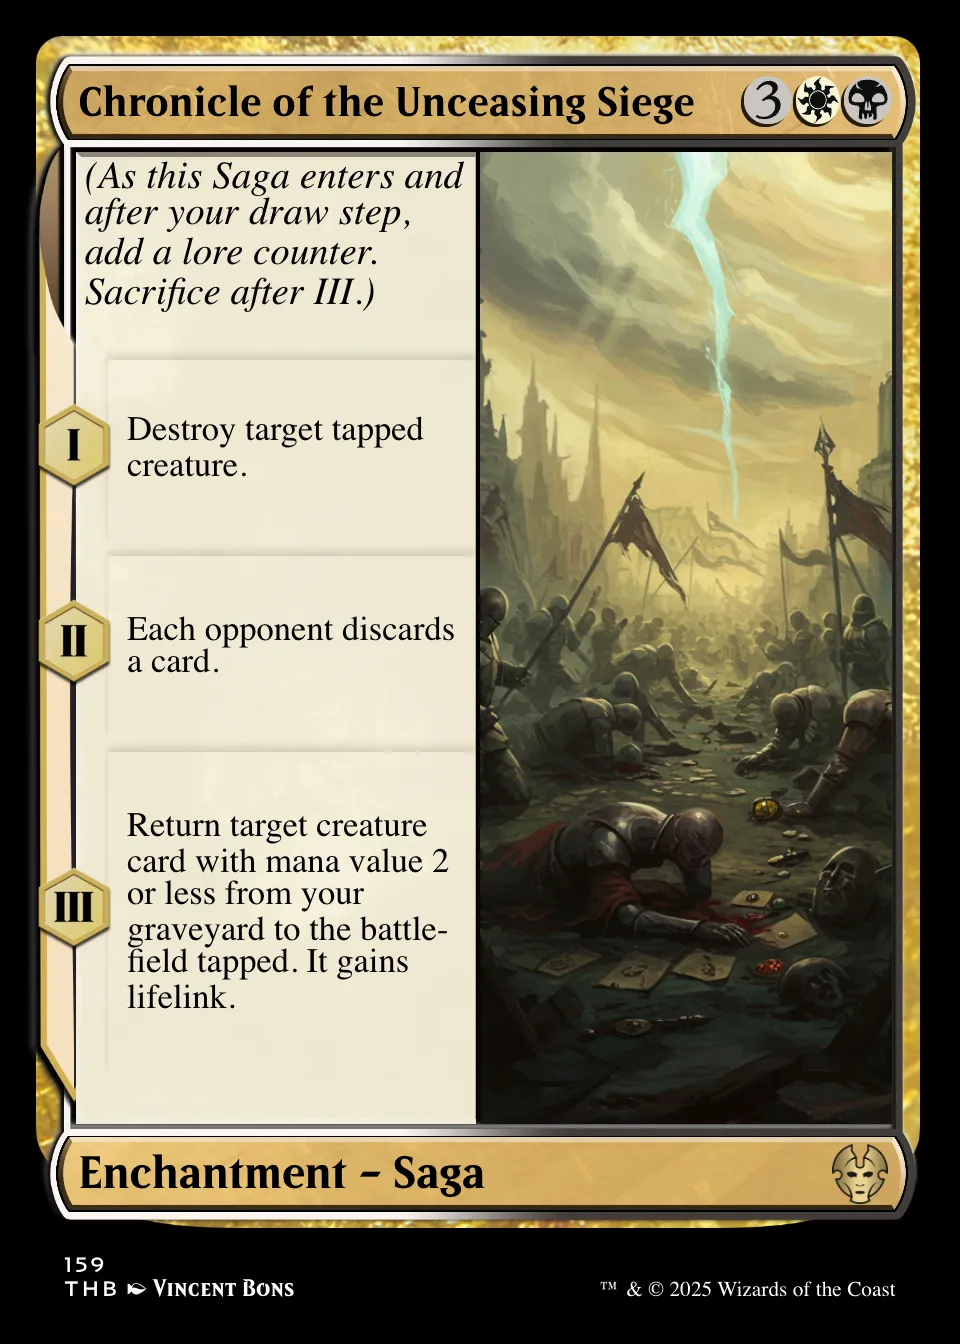 Chronicle of the Unceasing Siege 3
(As this Saga enters and
after your draw step,
add a lore counter.
Sacrifice after III.)
I
Destroy target tapped
creature.
II
Each opponent discards
a card.
III
Return target creature
card with mana value 2
or less from your
graveyard to the battle-
field tapped. It gains
lifelink.
Enchantment – Saga
159
THB VINCENT BONS
™ & © 2025 Wizards of the Coast